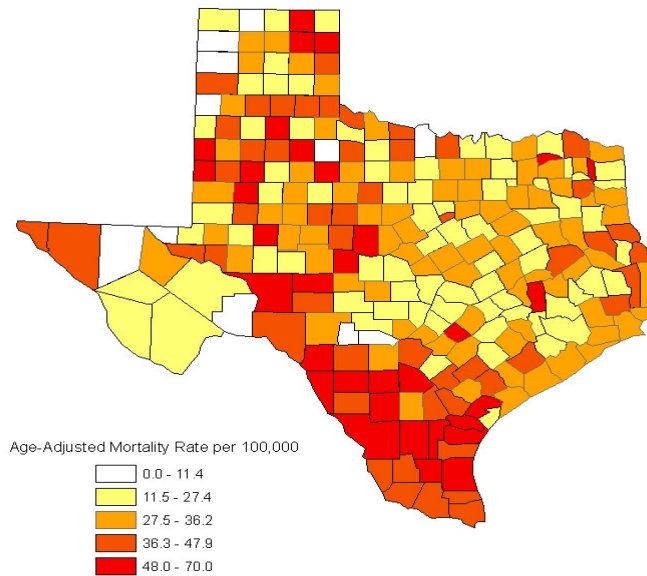 Age-Adjusted Mortality Rate per 100,000
0.0 - 11.4
11.5 - 27.4
27.5 - 36.2
36.3 - 47.9
48.0 - 70.0